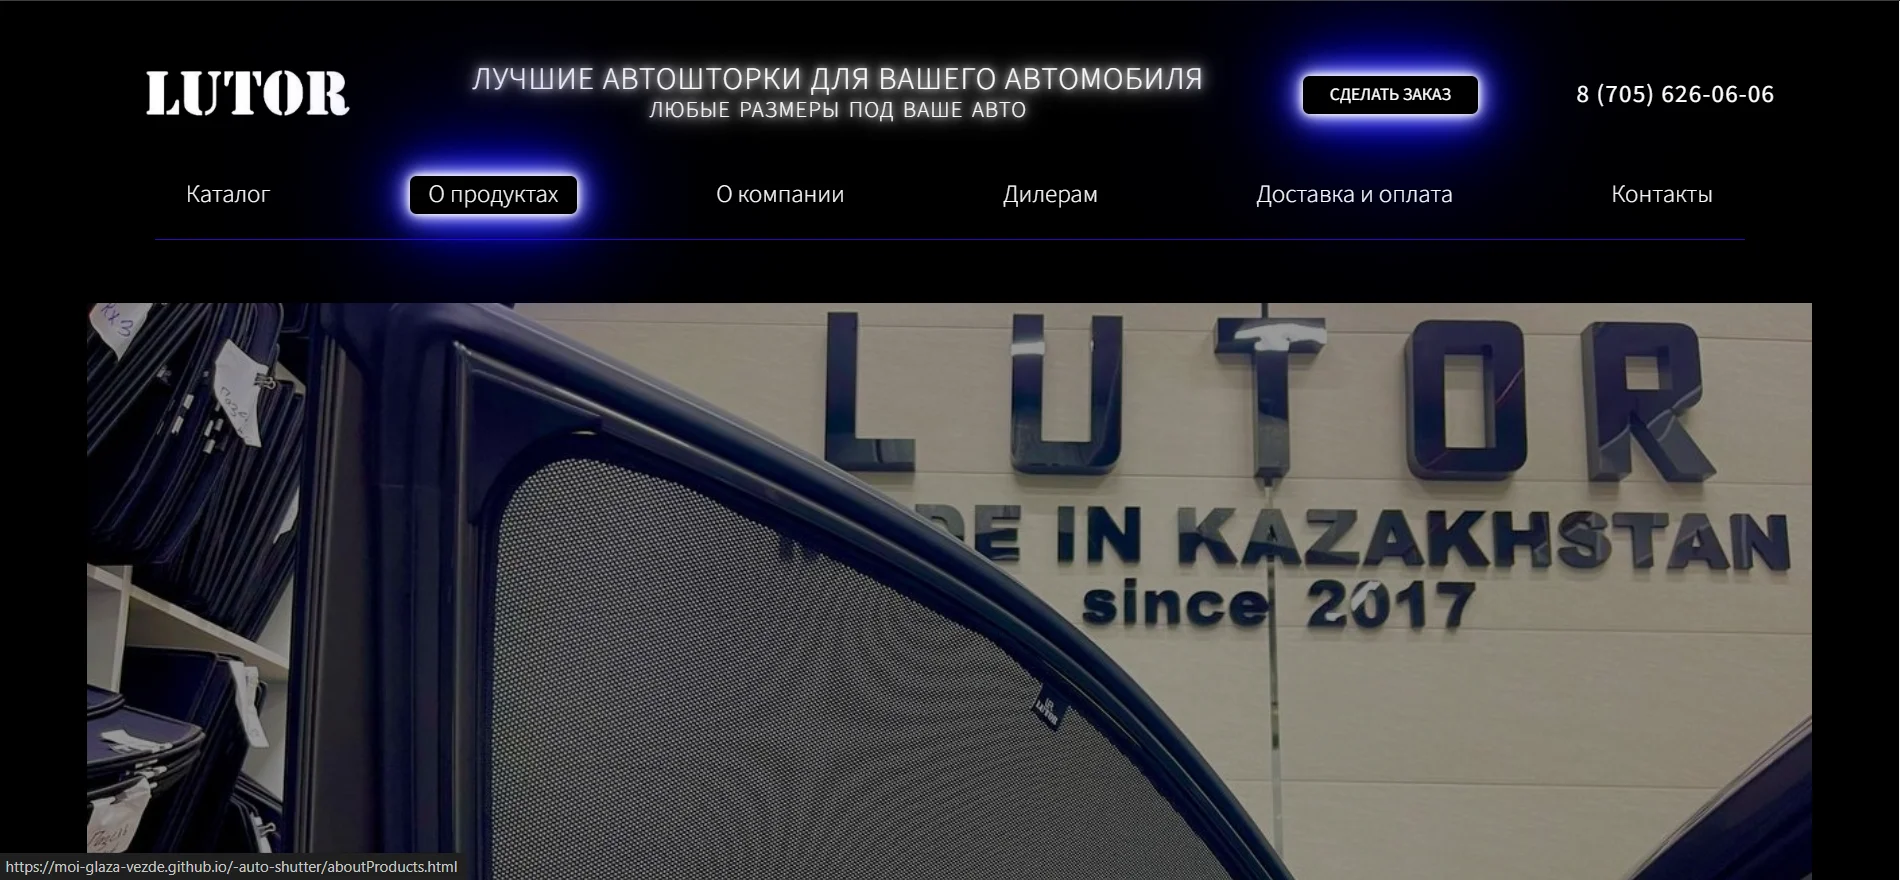 LUTOR
ЛУЧШИЕ АВТОШТОРКИ ДЛЯ ВАШЕГО АВТОМОБИЛЯ
ЛЮБЫЕ РАЗМЕРЫ ПОД ВАШЕ АВТО
СДЕЛАТЬ ЗАКАЗ
8 (705) 626-06-06
Каталог
О продуктах
О компании
Дилерам
Доставка и оплата
Контакты
LUTOR
MADE IN KAZAKHSTAN
since 2017
LUTOR
https://moi-glaza-vezde.github.io/-auto-shutter/aboutProducts.html